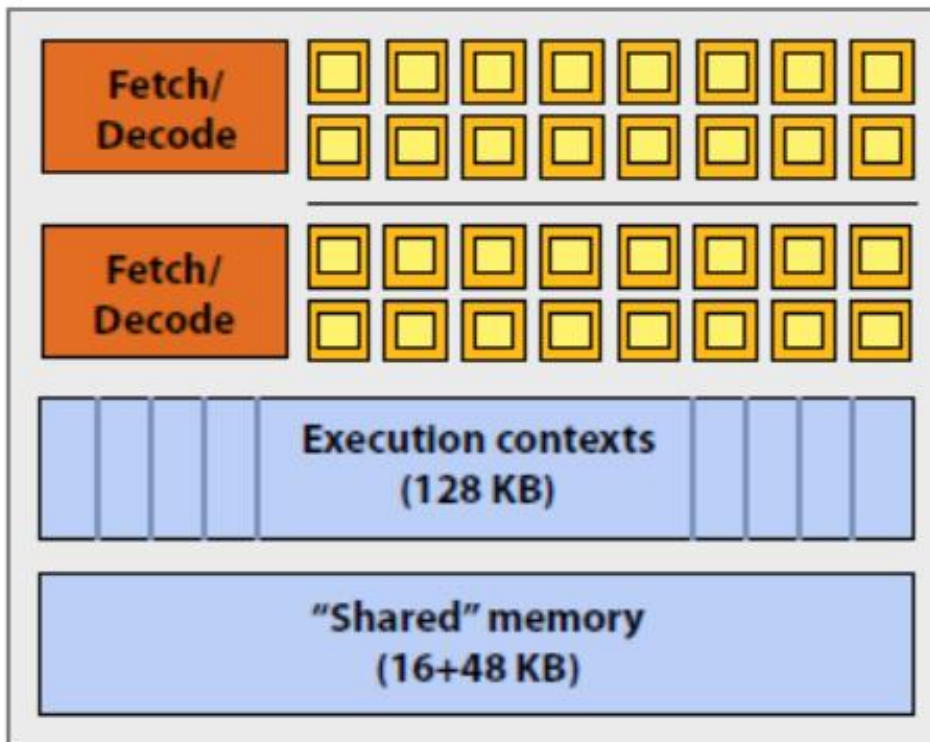 Fetch/
Decode
Fetch/
Decode
Execution contexts
(128 KB)
“Shared” memory
(16+48 KB)